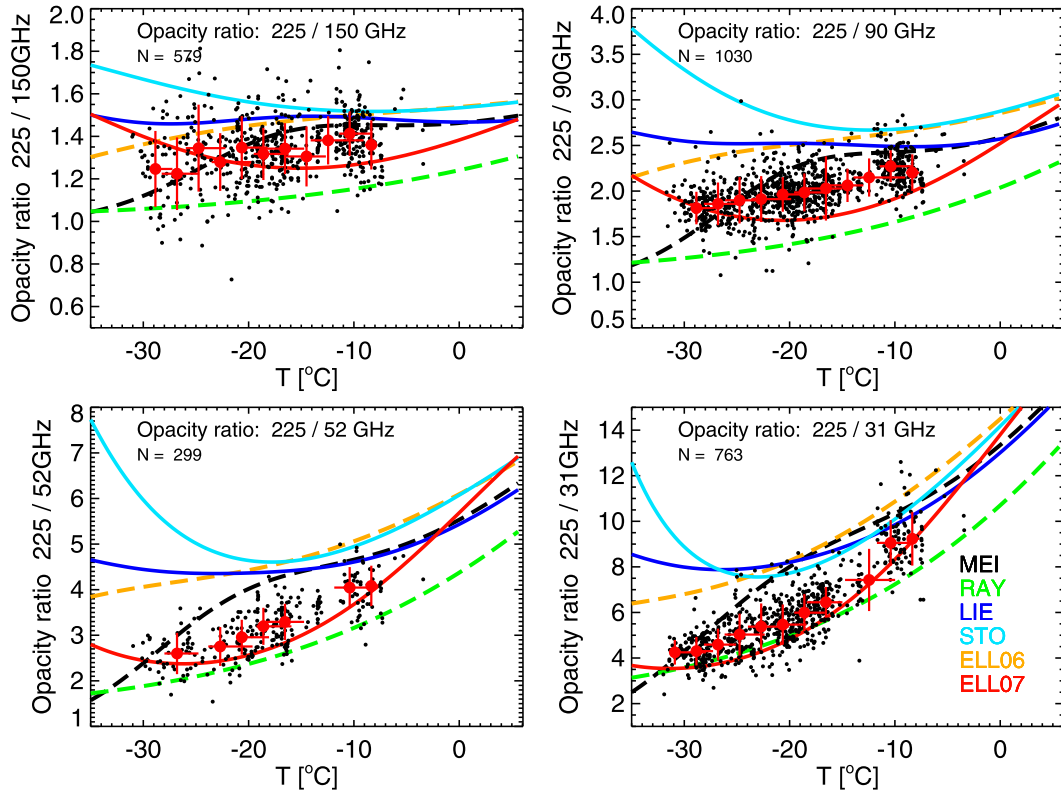 Opacity ratio: 225 / 150 GHz
N = 579
Opacity ratio 225 / 150GHz
2.0
1.8
1.6
1.4
1.2
1.0
0.8
0.6
-30 -20 -10 0
T [°C]
Opacity ratio: 225 / 90 GHz
N = 1030
Opacity ratio 225 / 90GHz
4.0
3.5
3.0
2.5
2.0
1.5
1.0
0.5
-30 -20 -10 0
T [°C]
Opacity ratio: 225 / 52 GHz
N = 299
Opacity ratio 225 / 52GHz
8
7
6
5
4
3
2
1
-30 -20 -10 0
T [°C]
Opacity ratio: 225 / 31 GHz
N = 763
Opacity ratio 225 / 31GHz
14
12
10
8
6
4
2
-30 -20 -10 0
T [°C]
MEI
RAY
LIE
STO
ELL06
ELL07